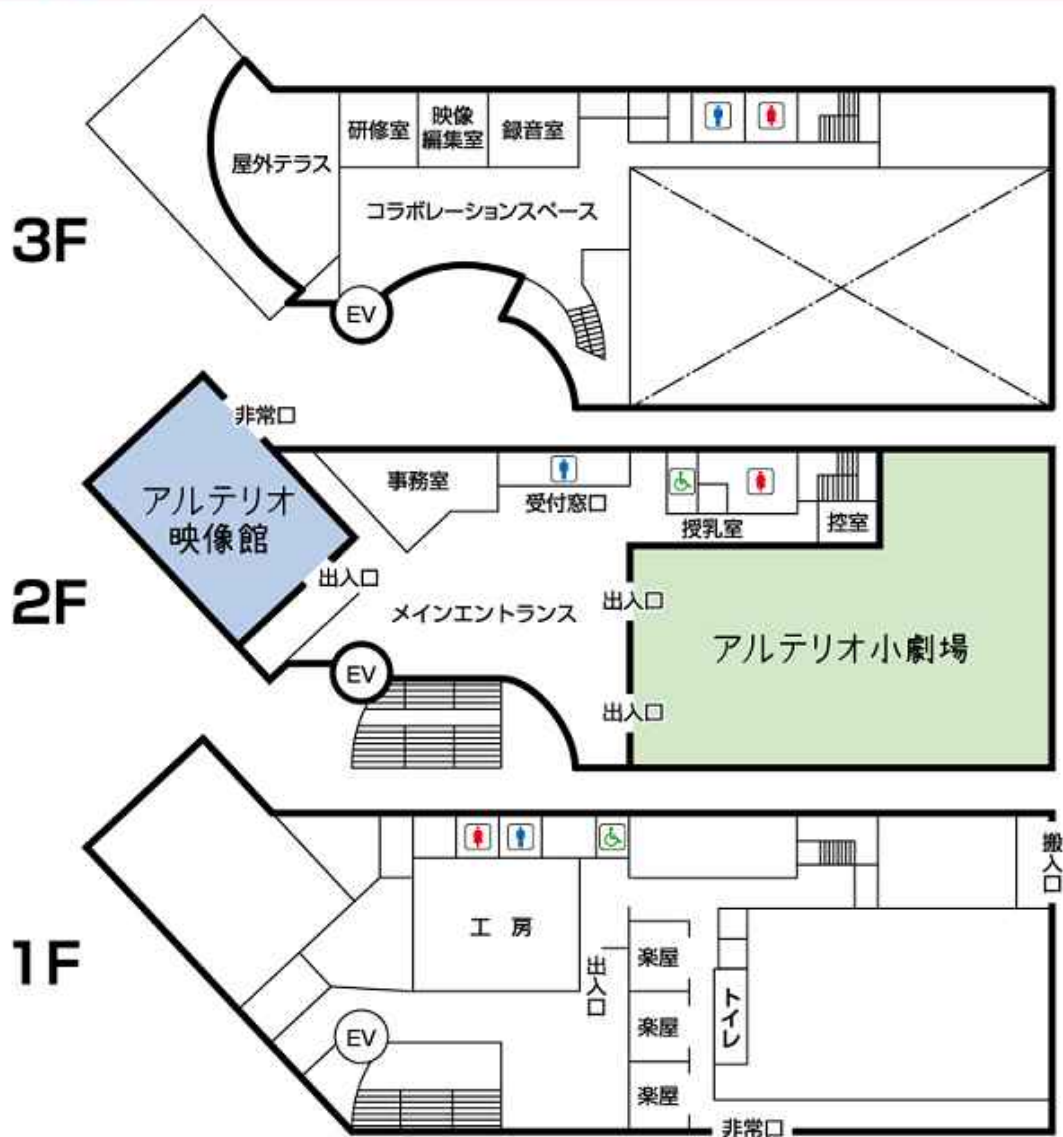 3F
研修室
映像
編集室
録音室
屋外テラス
コラボレーションスペース
EV
2F
非常口
アルテリオ
映像館
事務室
受付窓口
授乳室
控室
出入口
メインエントランス
出入口
アルテリオ小劇場
EV
出入口
1F
搬入口
工房
出入口
楽屋
楽屋
楽屋
トイレ
EV
非常口